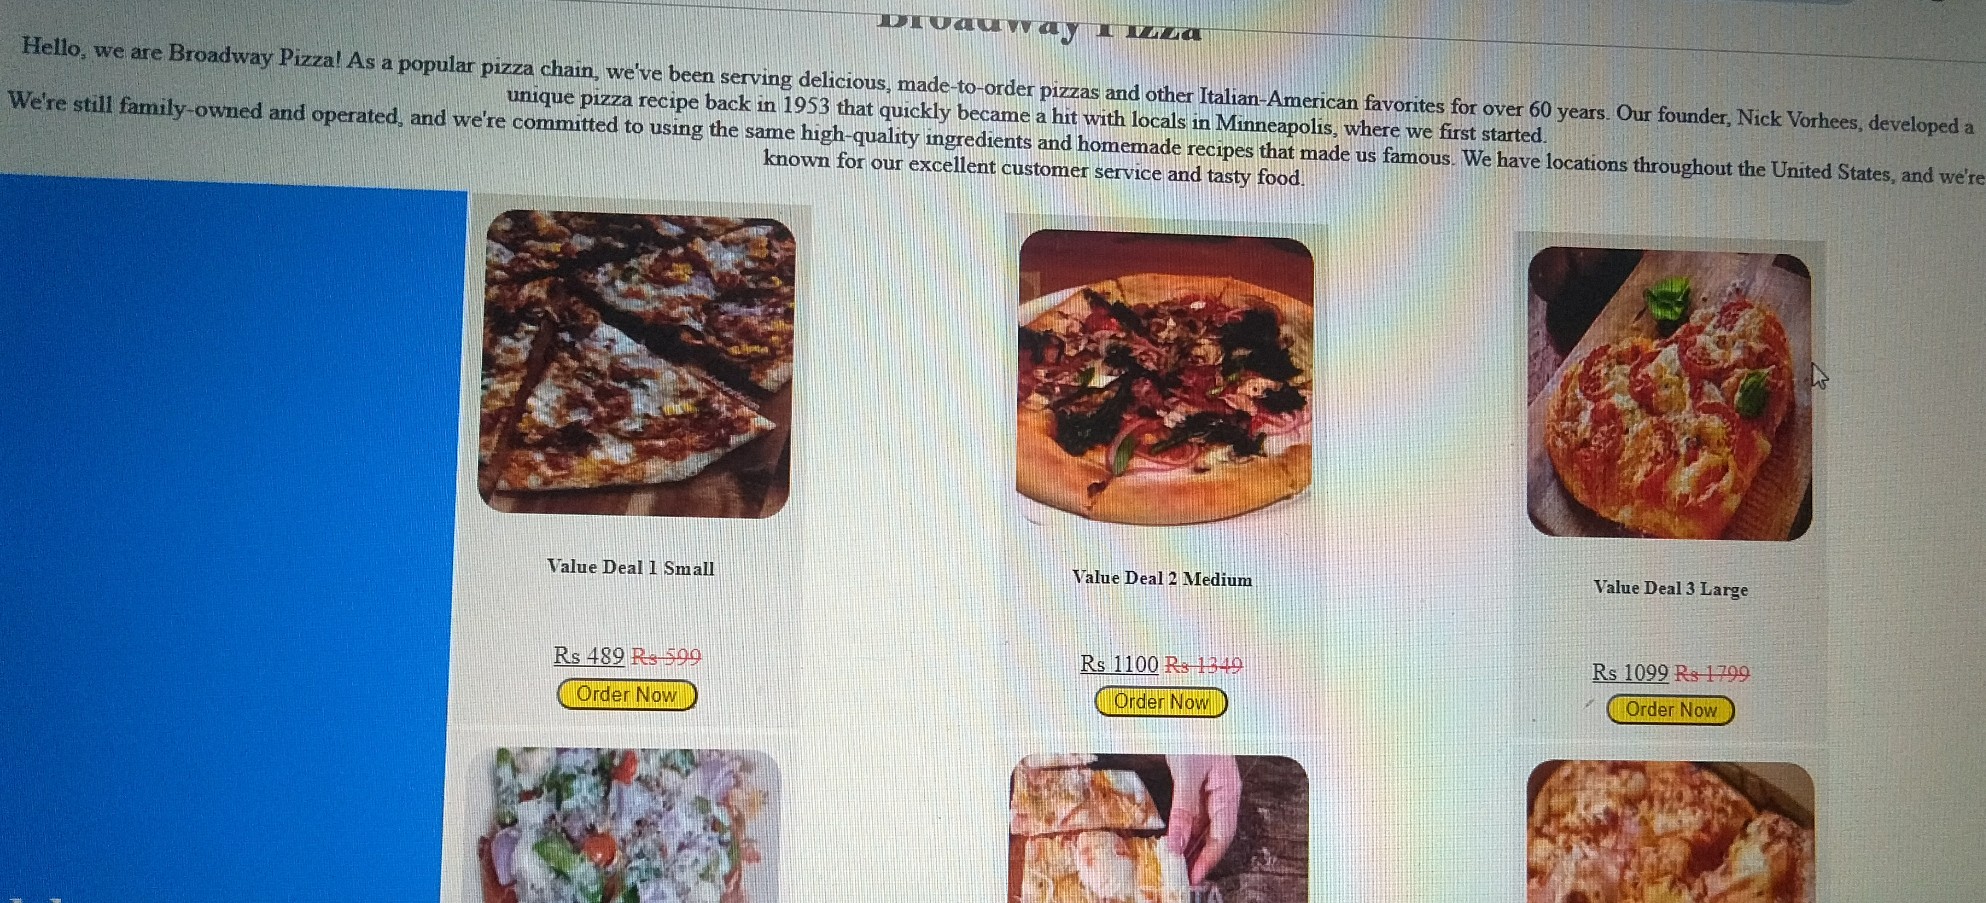 Broadway Pizza
Hello, we are Broadway Pizza! As a popular pizza chain, we've been serving delicious, made-to-order pizzas and other Italian-American favorites for over 60 years. Our founder, Nick Vorhees, developed a
unique pizza recipe back in 1953 that quickly became a hit with locals in Minneapolis, where we first started.
We're still family-owned and operated, and we're committed to using the same high-quality ingredients and homemade recipes that made us famous. We have locations throughout the United States, and we're
known for our excellent customer service and tasty food.
Value Deal 1 Small
Rs 489 Rs 599
Order Now
Value Deal 2 Medium
Rs 1100 Rs 1349
Order Now
Value Deal 3 Large
Rs 1099 Rs 1799
Order Now